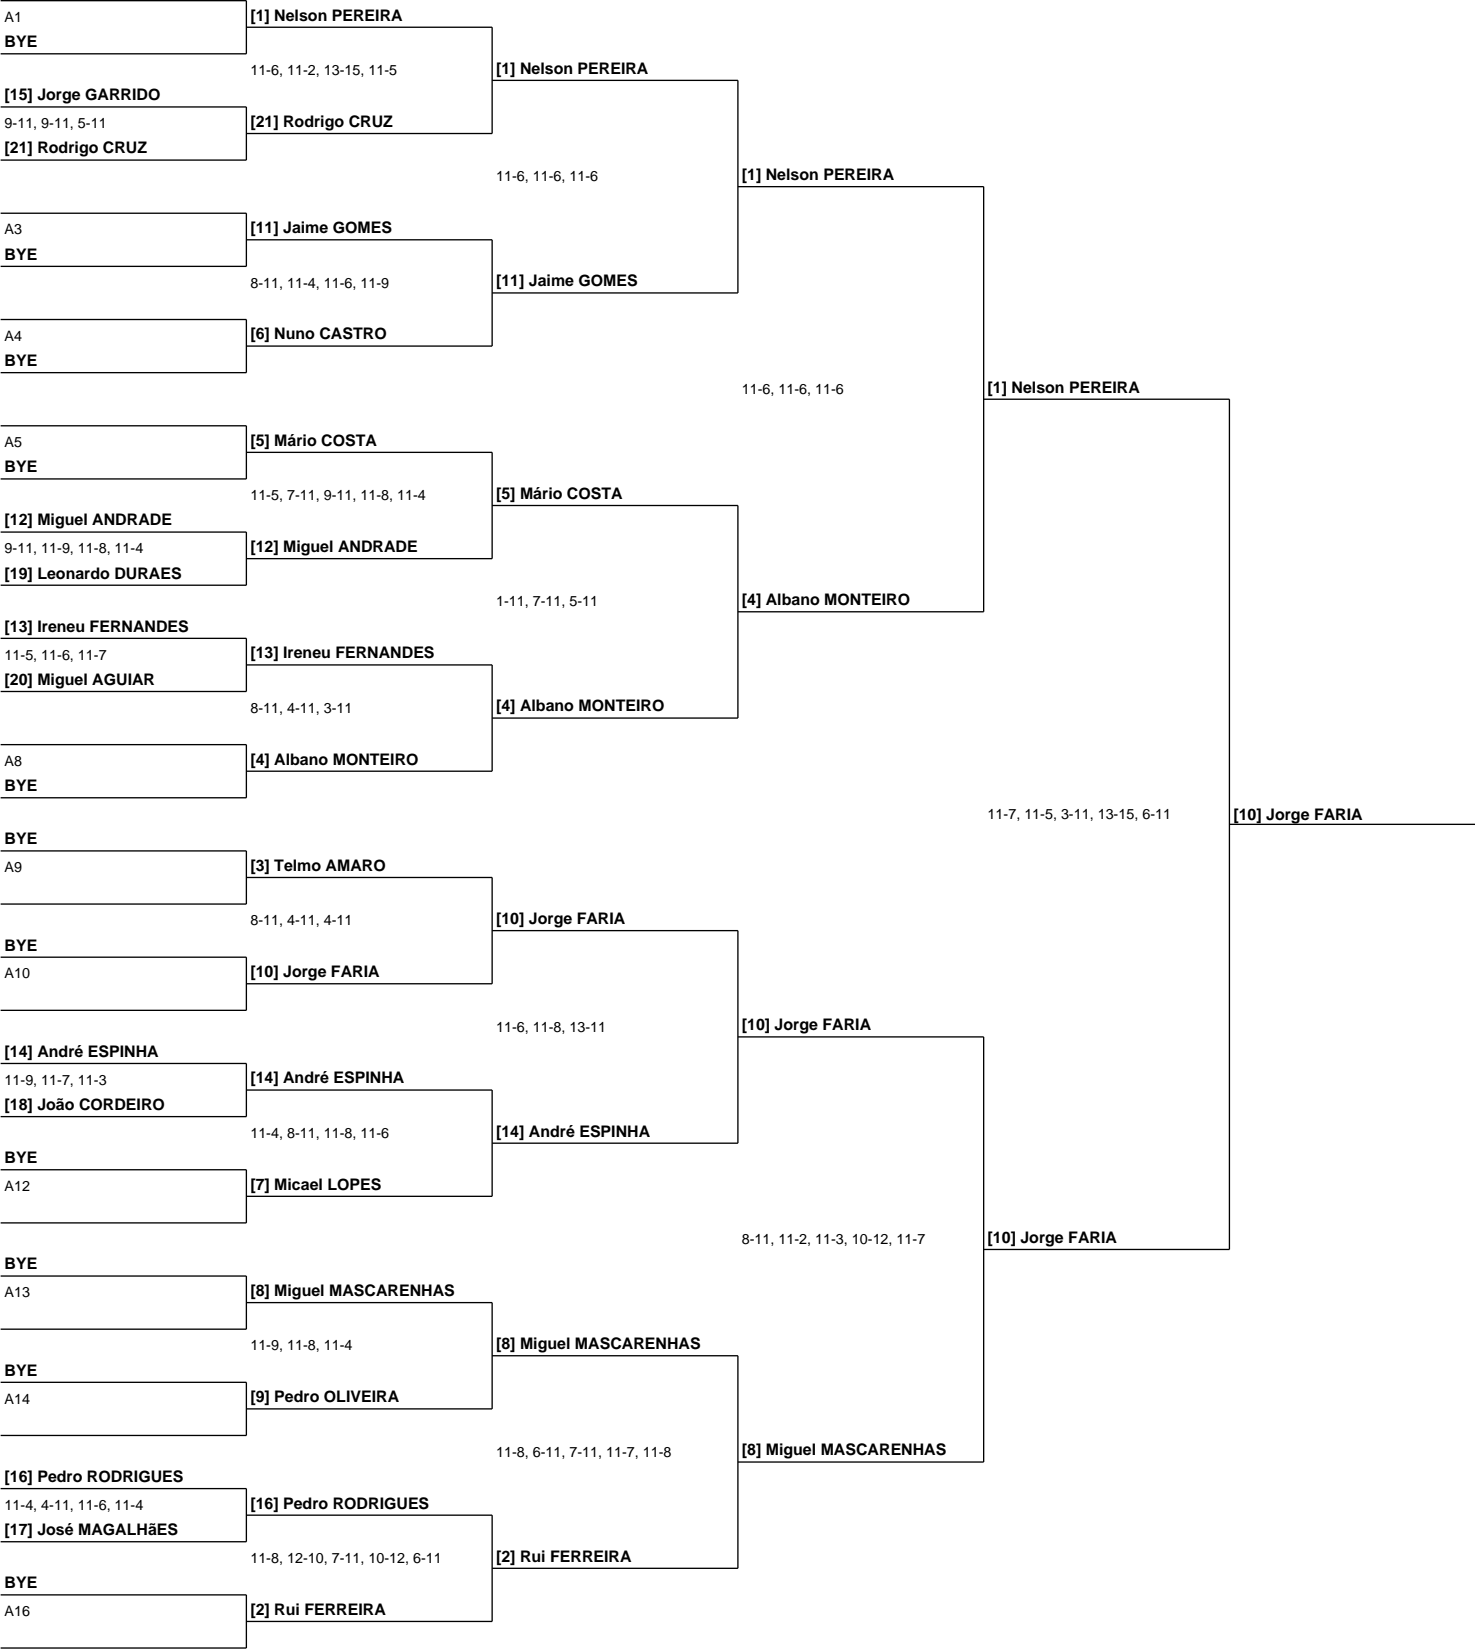 A1
BYE
[15] Jorge GARRIDO
9-11, 9-11, 5-11
[21] Rodrigo CRUZ
A3
BYE
A4
BYE
A5
BYE
[12] Miguel ANDRADE
9-11, 11-9, 11-8, 11-4
[19] Leonardo DURAES
[13] Ireneu FERNANDES
11-5, 11-6, 11-7
[20] Miguel AGUIAR
A8
BYE
BYE
A9
BYE
A10
[14] André ESPINHA
11-9, 11-7, 11-3
[18] João CORDEIRO
BYE
A12
BYE
A13
BYE
A14
[16] Pedro RODRIGUES
11-4, 4-11, 11-6, 11-4
[17] José MAGALHãES
BYE
A16
[1] Nelson PEREIRA
11-6, 11-2, 13-15, 11-5
[21] Rodrigo CRUZ
[11] Jaime GOMES
8-11, 11-4, 11-6, 11-9
[6] Nuno CASTRO
[5] Mário COSTA
11-5, 7-11, 9-11, 11-8, 11-4
[12] Miguel ANDRADE
[13] Ireneu FERNANDES
8-11, 4-11, 3-11
[4] Albano MONTEIRO
[3] Telmo AMARO
8-11, 4-11, 4-11
[10] Jorge FARIA
[14] André ESPINHA
11-4, 8-11, 11-8, 11-6
[7] Micael LOPES
[8] Miguel MASCARENHAS
11-9, 11-8, 11-4
[9] Pedro OLIVEIRA
[16] Pedro RODRIGUES
11-8, 12-10, 7-11, 10-12, 6-11
[2] Rui FERREIRA
[1] Nelson PEREIRA
11-6, 11-6, 11-6
[11] Jaime GOMES
[5] Mário COSTA
1-11, 7-11, 5-11
[4] Albano MONTEIRO
[10] Jorge FARIA
11-6, 11-8, 13-11
[14] André ESPINHA
[8] Miguel MASCARENHAS
11-8, 6-11, 7-11, 11-7, 11-8
[2] Rui FERREIRA
[1] Nelson PEREIRA
11-6, 11-6, 11-6
[4] Albano MONTEIRO
[10] Jorge FARIA
8-11, 11-2, 11-3, 10-12, 11-7
[8] Miguel MASCARENHAS
[1] Nelson PEREIRA
11-7, 11-5, 3-11, 13-15, 6-11
[10] Jorge FARIA
[10] Jorge FARIA